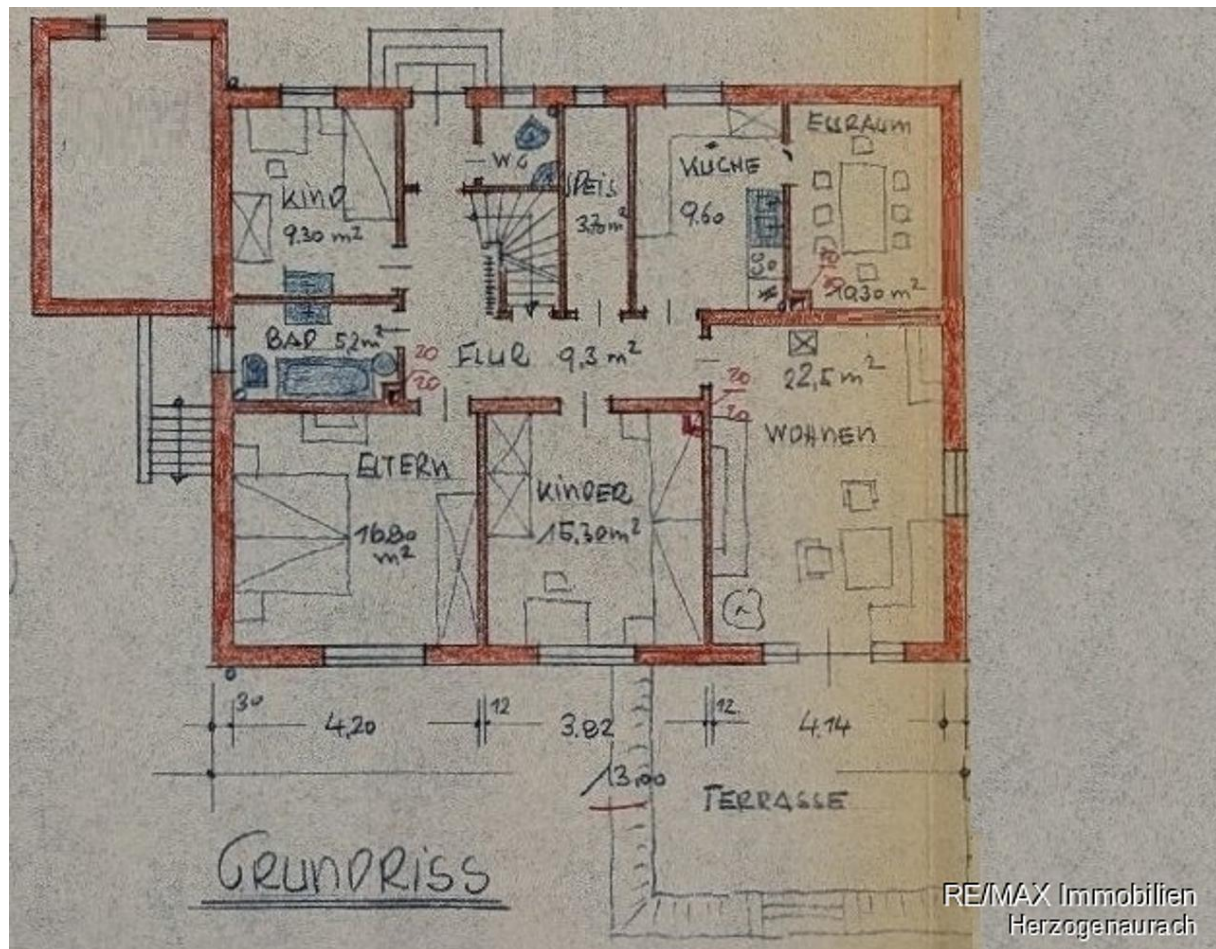 ESSRAUM
WC
KÜCHE
SPEIS
KIND
9.60
3.70 m²
9.30 m²
20
10.30 m²
BAD 5,2 m²
20
20
FLUR 9,3 m²
20
20
22,5 m²
WOHNEN
ELTERN
KINDER
16.80
m²
15,30 m²
30
4,20
12
3.82
12
4.14
13,00
TERRASSE
GRUNDRISS
RE/MAX Immobilien
Herzogenaurach